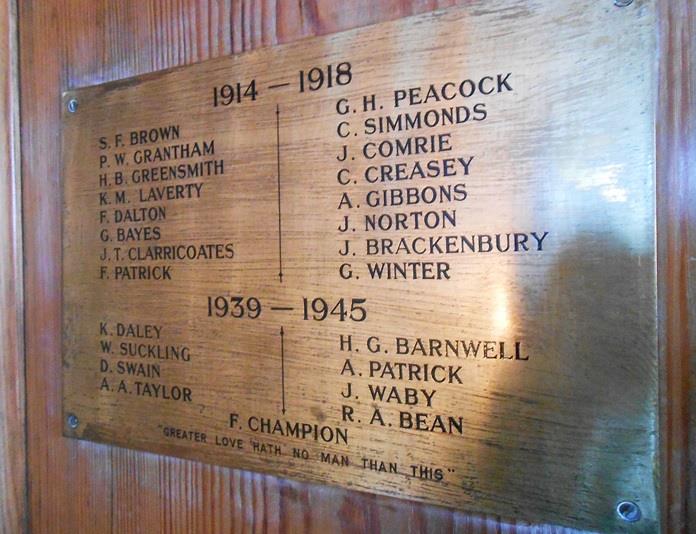 1914 — 1918
S. F. BROWN
P. W. GRANTHAM
H. B. GREENSMITH
K. M. LAVERTY
F. DALTON
G. BAYES
J. T. CLARRICOATES
F. PATRICK
G. H. PEACOCK
C. SIMMONDS
J. COMRIE
C. CREASEY
A. GIBBONS
J. NORTON
J. BRACKENBURY
G. WINTER
1939 — 1945
K. DALEY
W. SUCKLING
D. SWAIN
A. A. TAYLOR
H. G. BARNWELL
A. PATRICK
J. WABY
R. A. BEAN
F. CHAMPION
"GREATER LOVE HATH NO MAN THAN THIS"